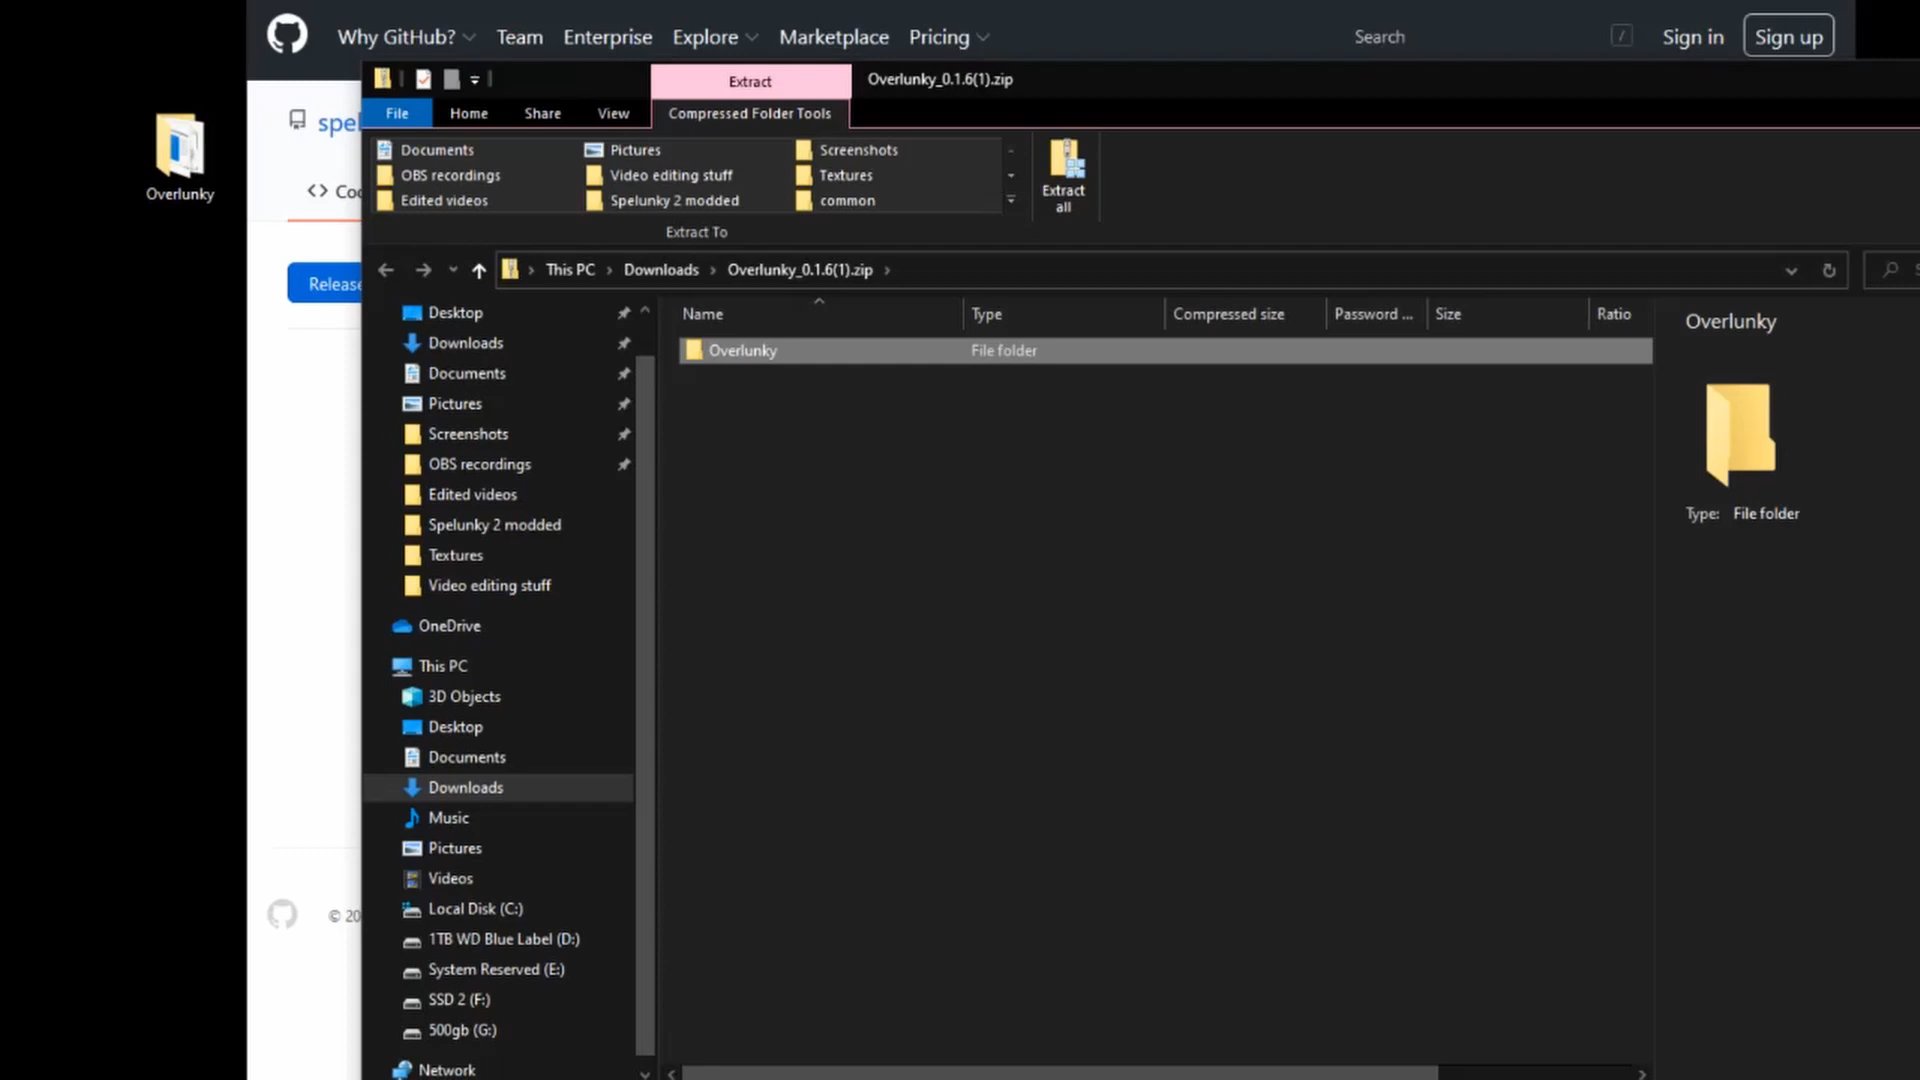 Why GitHub? Team Enterprise Explore Marketplace Pricing Search / Sign in Sign up
Extract Overlunky_0.1.6(1).zip
File Home Share View Compressed Folder Tools
Overlunky
spel
Coc
Release
© 20
Documents Pictures Screenshots
OBS recordings Video editing stuff Textures
Edited videos Spelunky 2 modded common
Extract all
Extract To
This PC Downloads Overlunky_0.1.6(1).zip
Name Type Compressed size Password ... Size Ratio
Overlunky File folder
Desktop
Downloads
Documents
Pictures
Screenshots
OBS recordings
Edited videos
Spelunky 2 modded
Textures
Video editing stuff
OneDrive
This PC
3D Objects
Desktop
Documents
Downloads
Music
Pictures
Videos
Local Disk (C:)
1TB WD Blue Label (D:)
System Reserved (E:)
SSD 2 (F:)
500gb (G:)
Network
Overlunky
Type: File folder